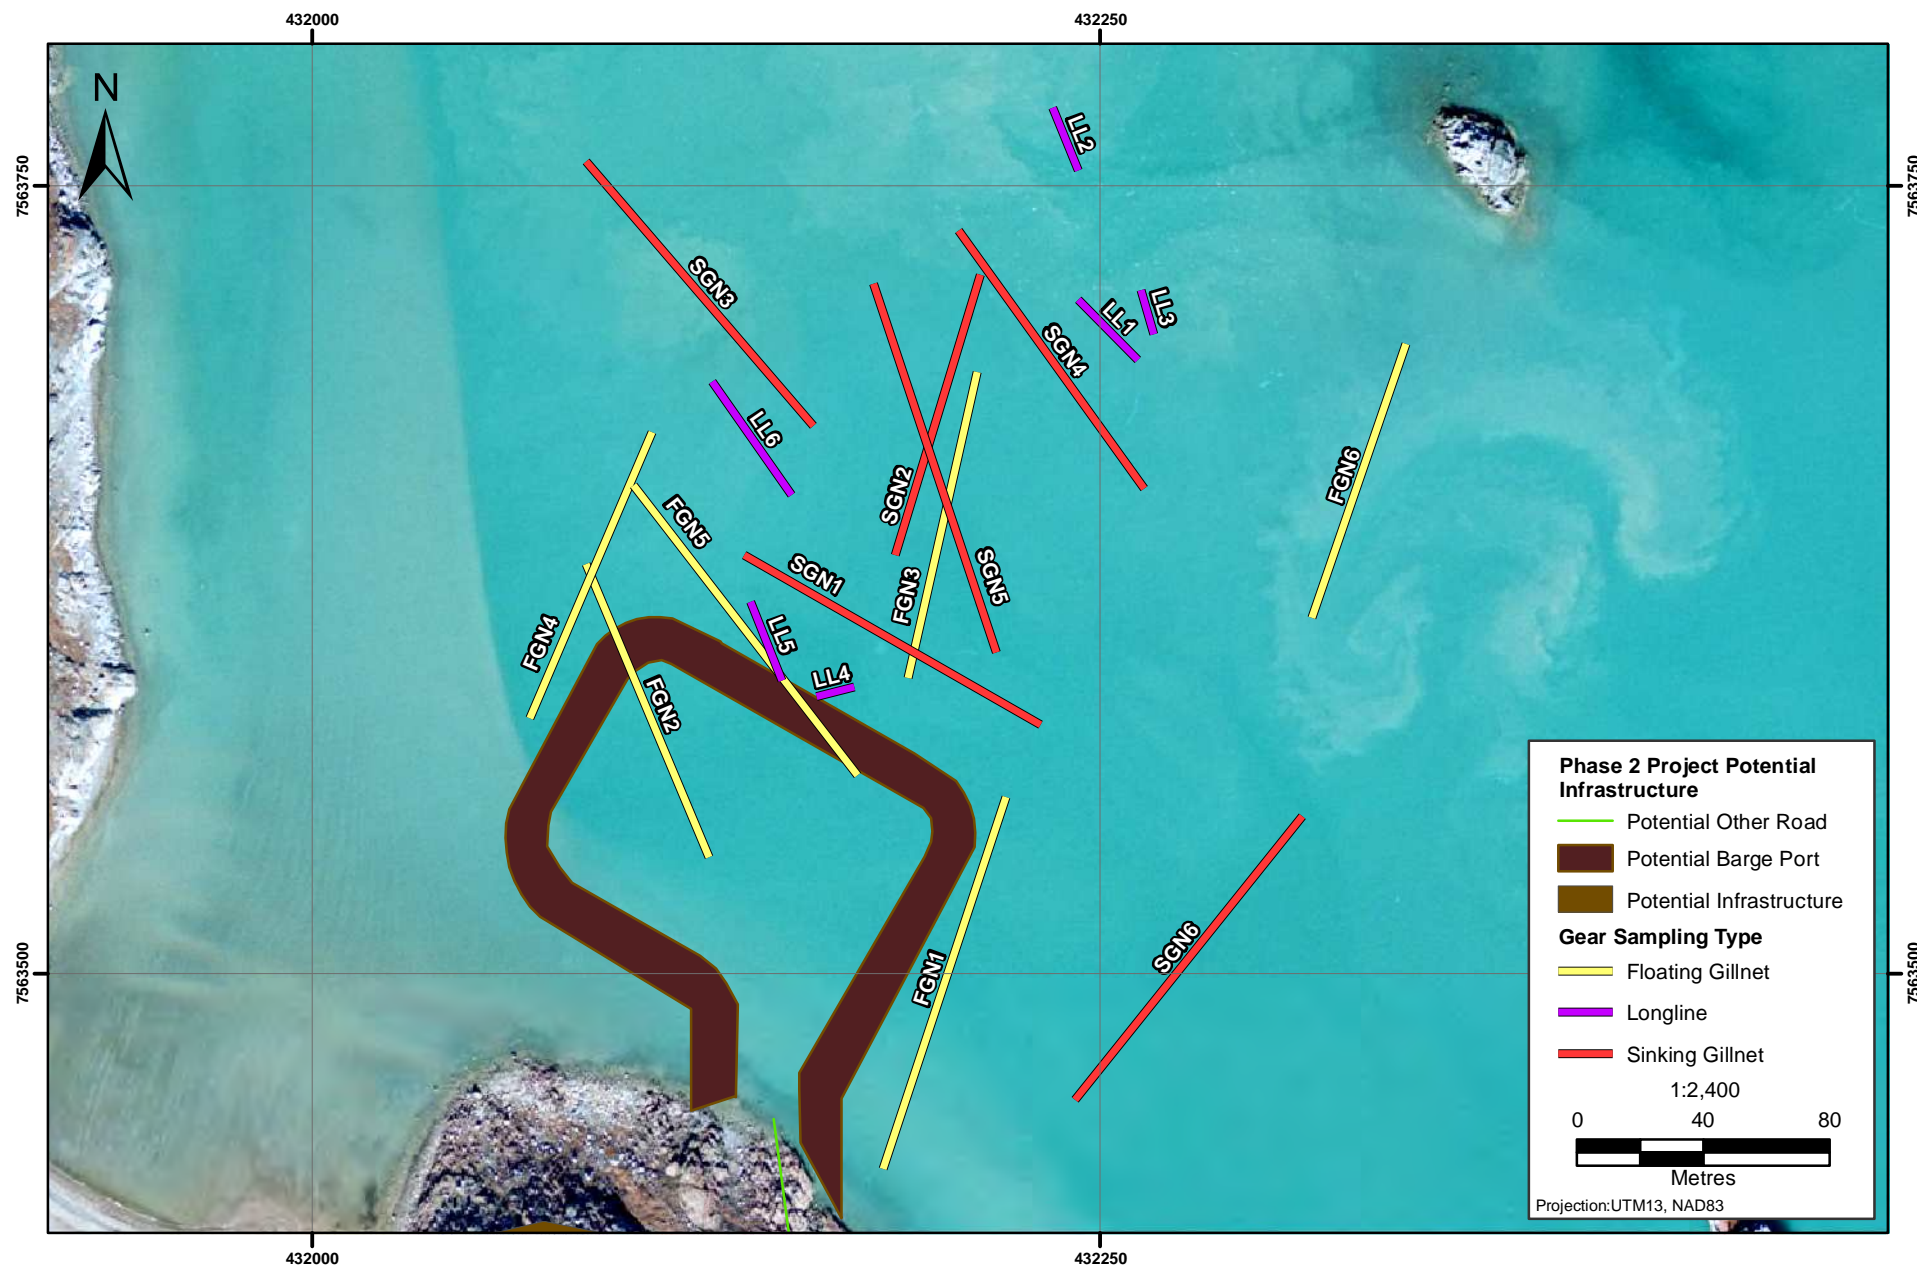 432000
432250
N
7563750
7563750
LL2
SGN3
LL3
LL1
SGN4
LL6
FGN6
SGN2
FGN5
SGN1
FGN3
SGN5
FGN4
LL5
LL4
FGN2
FGN1
SGN6
7563500
7563500
Phase 2 Project Potential
Infrastructure
Potential Other Road
Potential Barge Port
Potential Infrastructure
Gear Sampling Type
Floating Gillnet
Longline
Sinking Gillnet
1:2,400
0 40 80
Metres
Projection:UTM13, NAD83
432000
432250